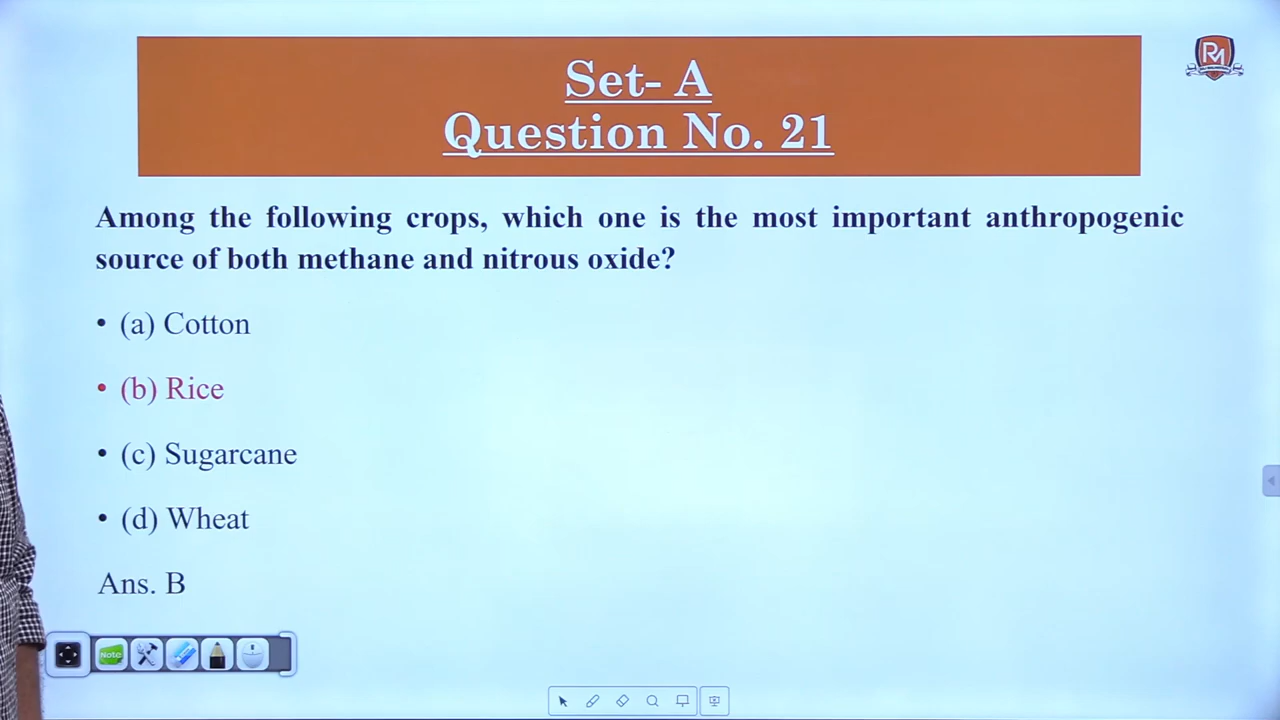 Set- A
Question No. 21
Among the following crops, which one is the most important anthropogenic
source of both methane and nitrous oxide?
• (a) Cotton
• (b) Rice
• (c) Sugarcane
• (d) Wheat
Ans. B
Note